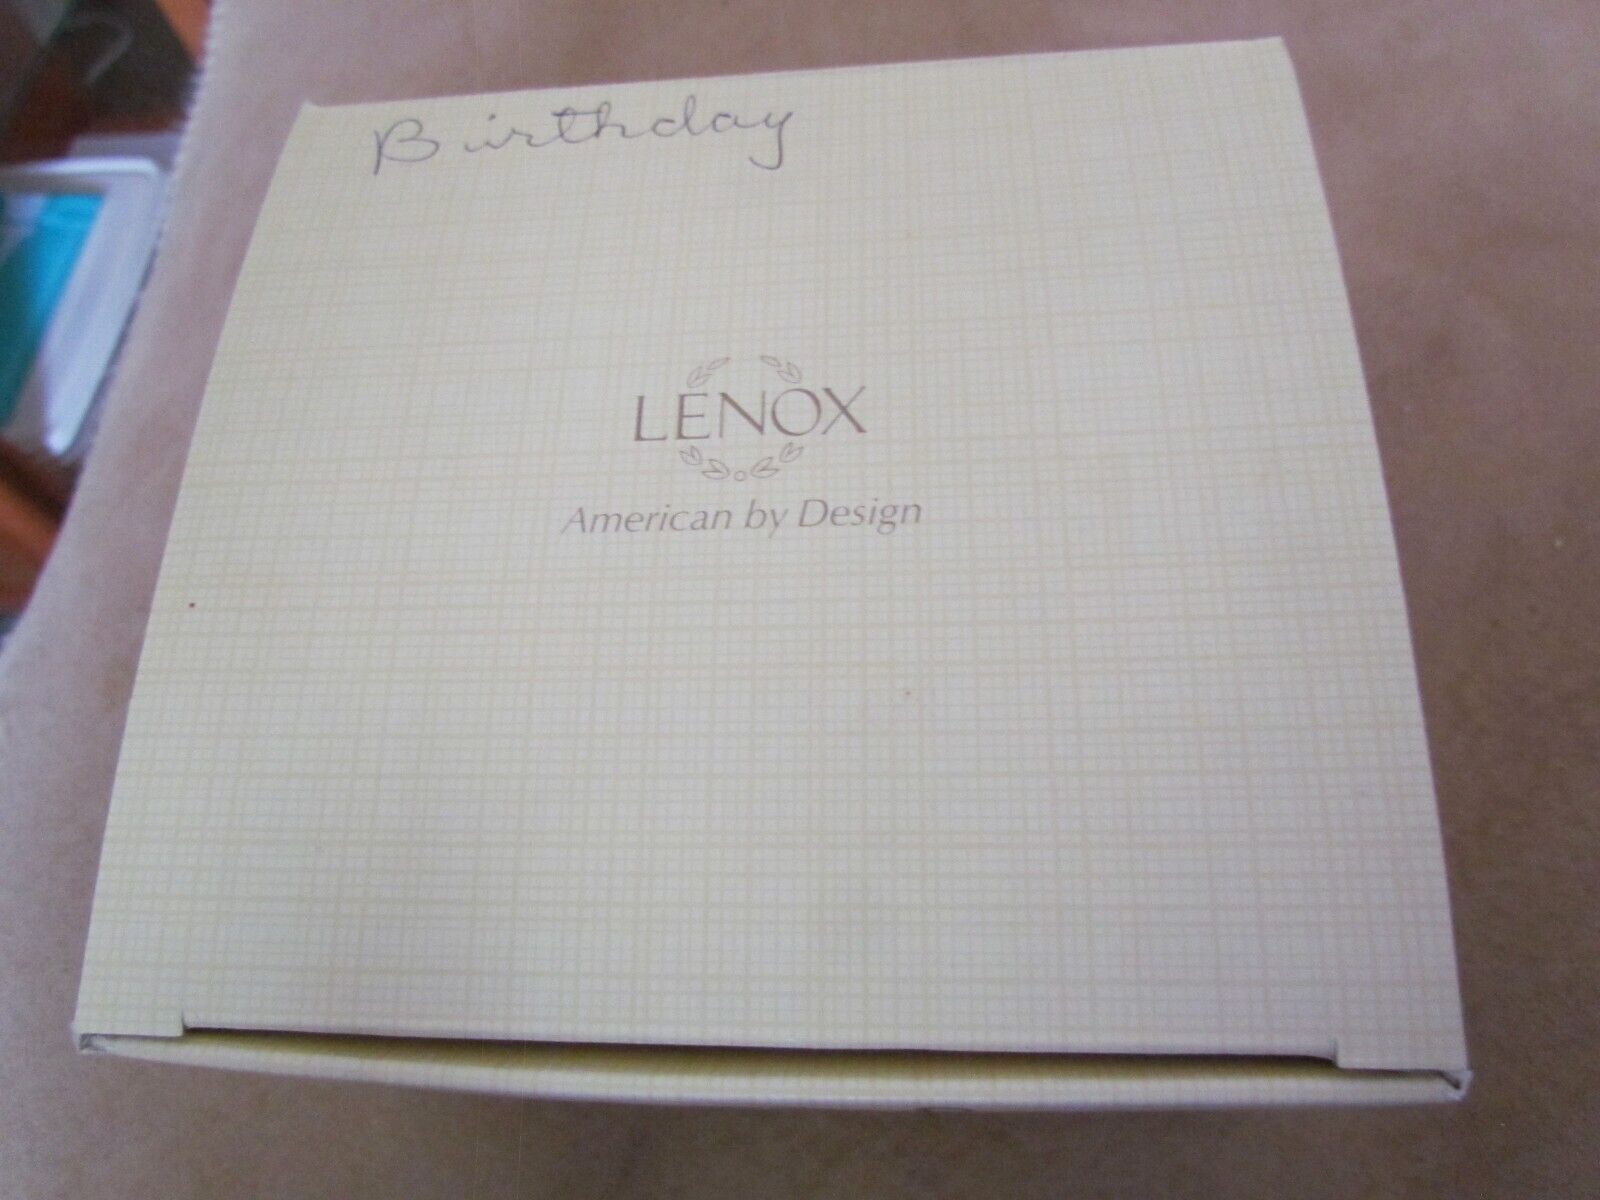 Birthday
LENOX
American by Design